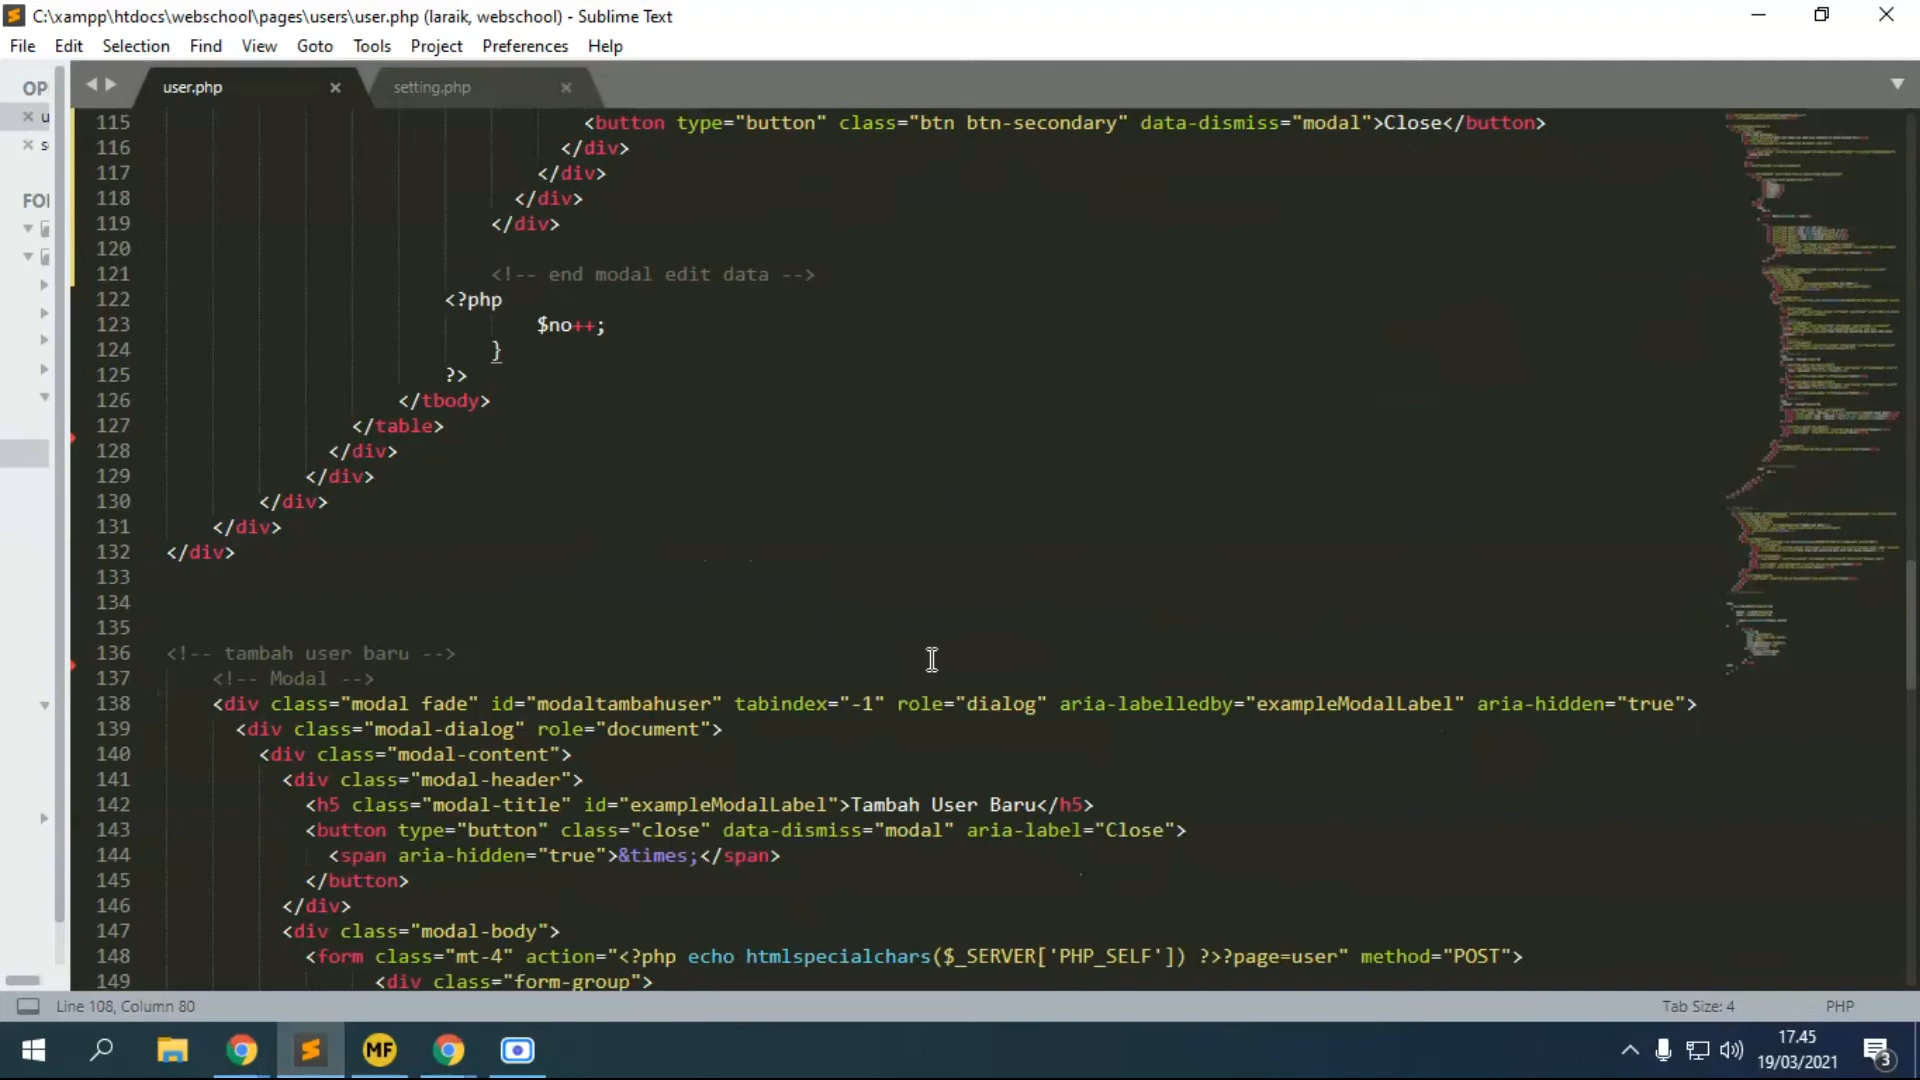 C:\xampp\htdocs\webschool\pages\users\user.php (laraik, webschool) - Sublime Text
File Edit Selection Find View Goto Tools Project Preferences Help
OP
user.php × setting.php ×
× u
× s
FOI
115 <button type="button" class="btn btn-secondary" data-dismiss="modal">Close</button>
116 </div>
117 </div>
118 </div>
119 </div>
120
121 <!-- end modal edit data -->
122 <?php
123 $no++;
124 }
125 ?>
126 </tbody>
127 </table>
128 </div>
129 </div>
130 </div>
131 </div>
132 </div>
133
134
135
136 <!-- tambah user baru -->
137 <!-- Modal -->
138 <div class="modal fade" id="modaltambahuser" tabindex="-1" role="dialog" aria-labelledby="exampleModalLabel" aria-hidden="true">
139 <div class="modal-dialog" role="document">
140 <div class="modal-content">
141 <div class="modal-header">
142 <h5 class="modal-title" id="exampleModalLabel">Tambah User Baru</h5>
143 <button type="button" class="close" data-dismiss="modal" aria-label="Close">
144 <span aria-hidden="true">&times;</span>
145 </button>
146 </div>
147 <div class="modal-body">
148 <form class="mt-4" action="<?php echo htmlspecialchars($_SERVER['PHP_SELF']) ?>?page=user" method="POST">
149 <div class="form-group">
Line 108, Column 80 Tab Size: 4 PHP
MF
17.45
19/03/2021
3